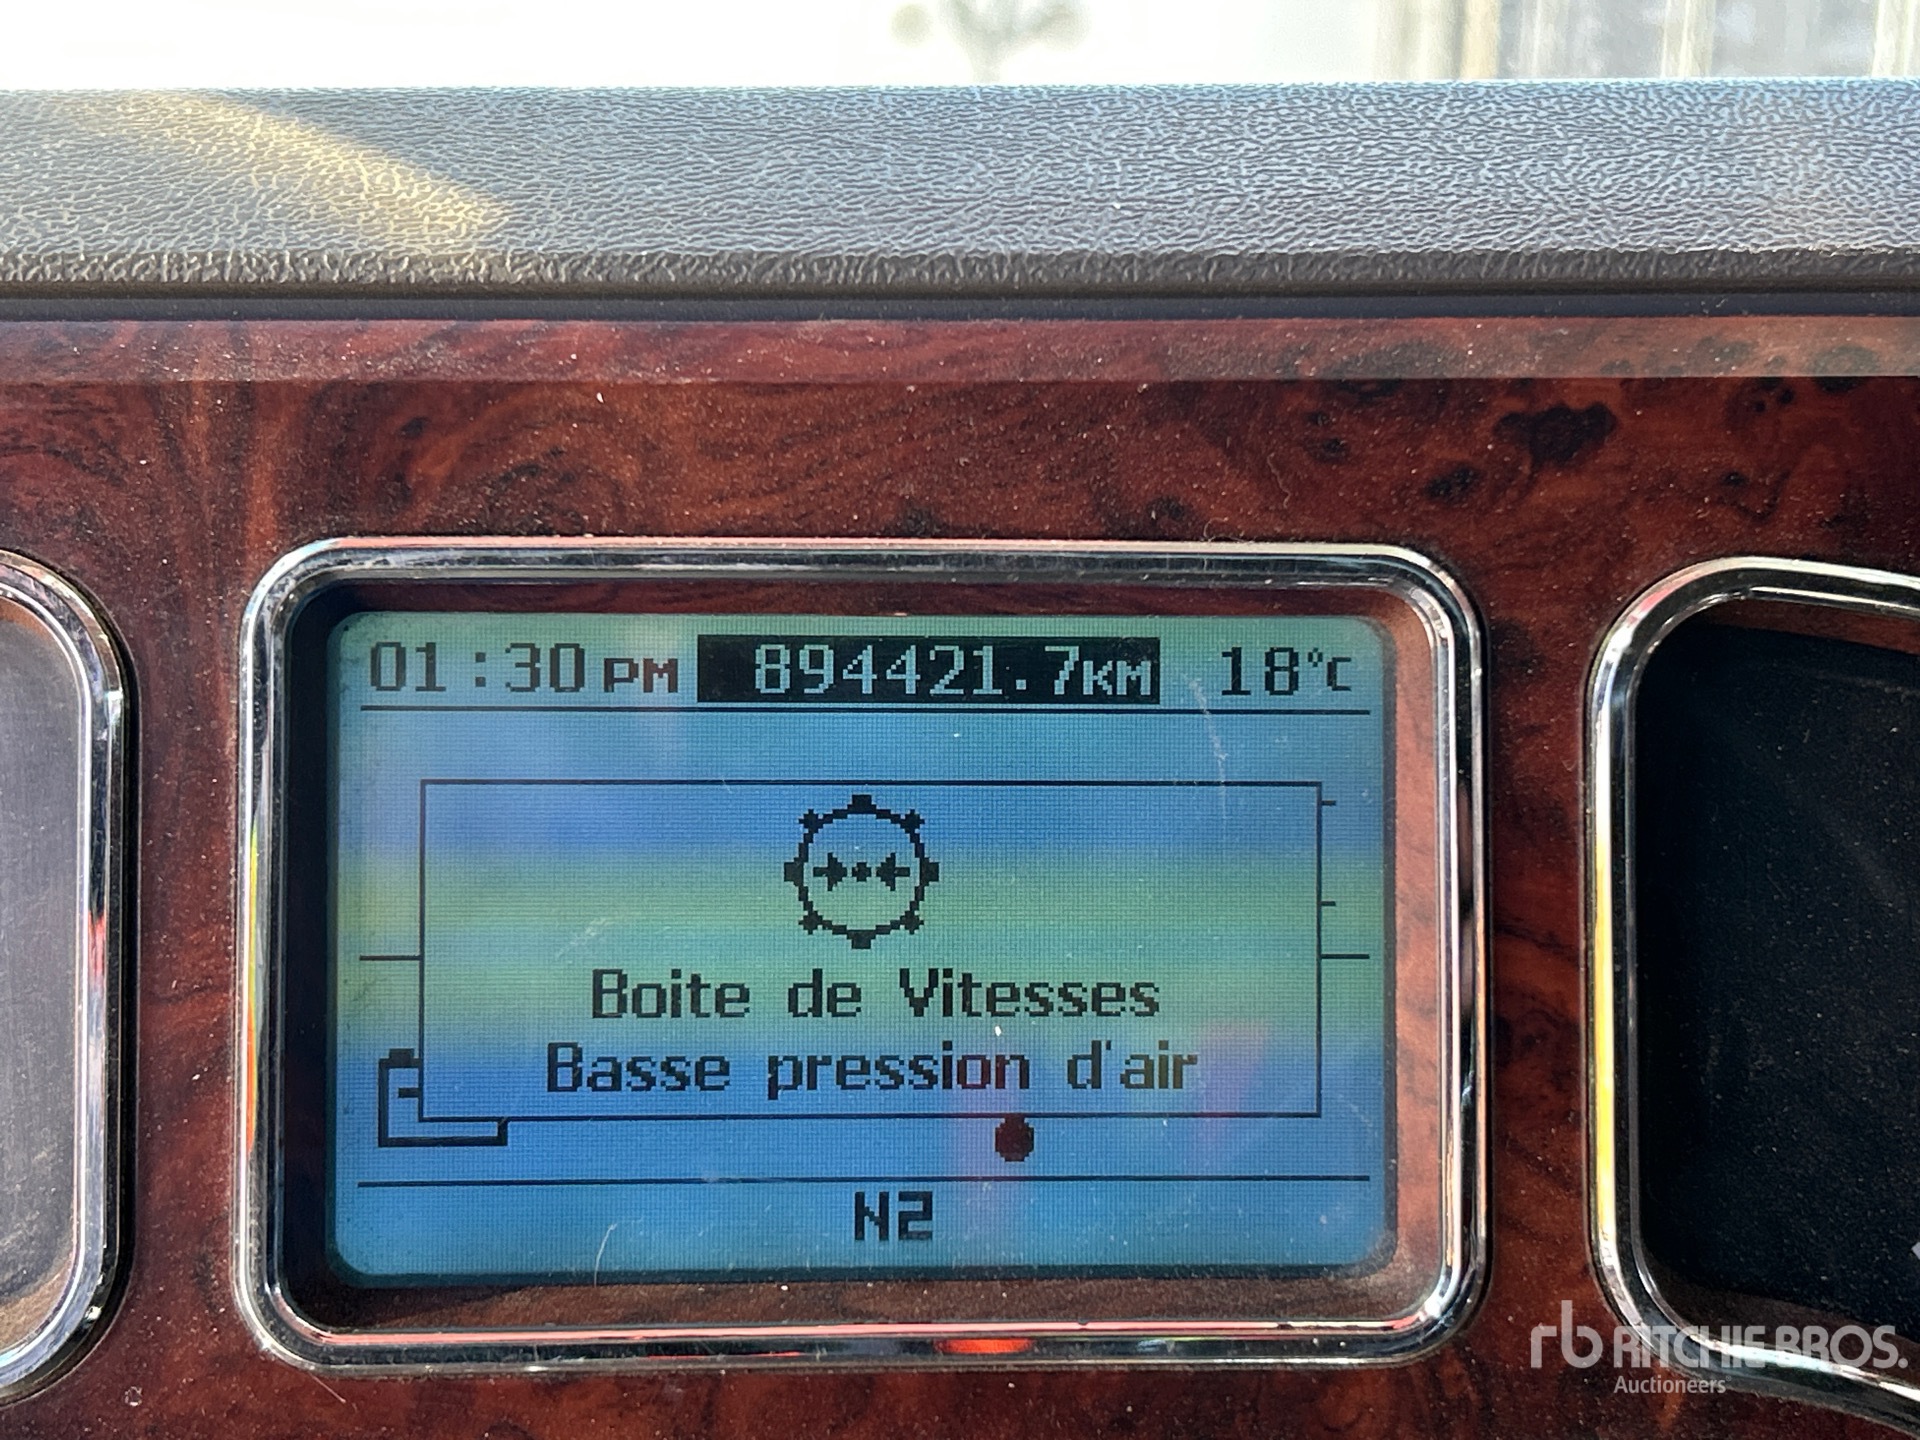 01:30PM 894421.7KM 18°C
Boite de Vitesses
Basse pression d'air
N2
rb RITCHIE BROS.
Auctioneers